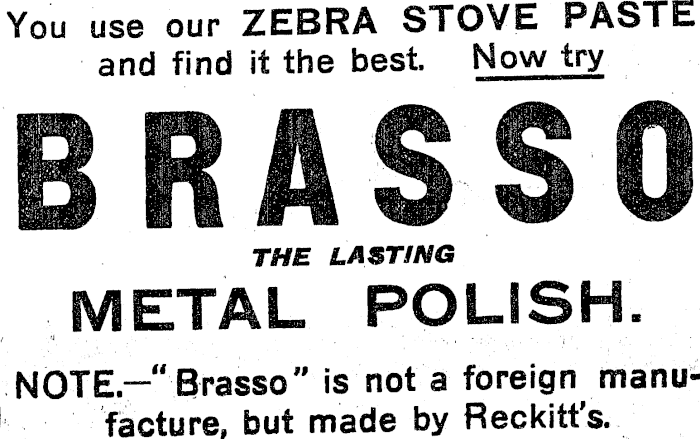 You use our ZEBRA STOVE PASTE
and find it the best. Now try
BRASSO
THE LASTING
METAL POLISH.
NOTE.—“Brasso” is not a foreign manu-
facture, but made by Reckitt's.